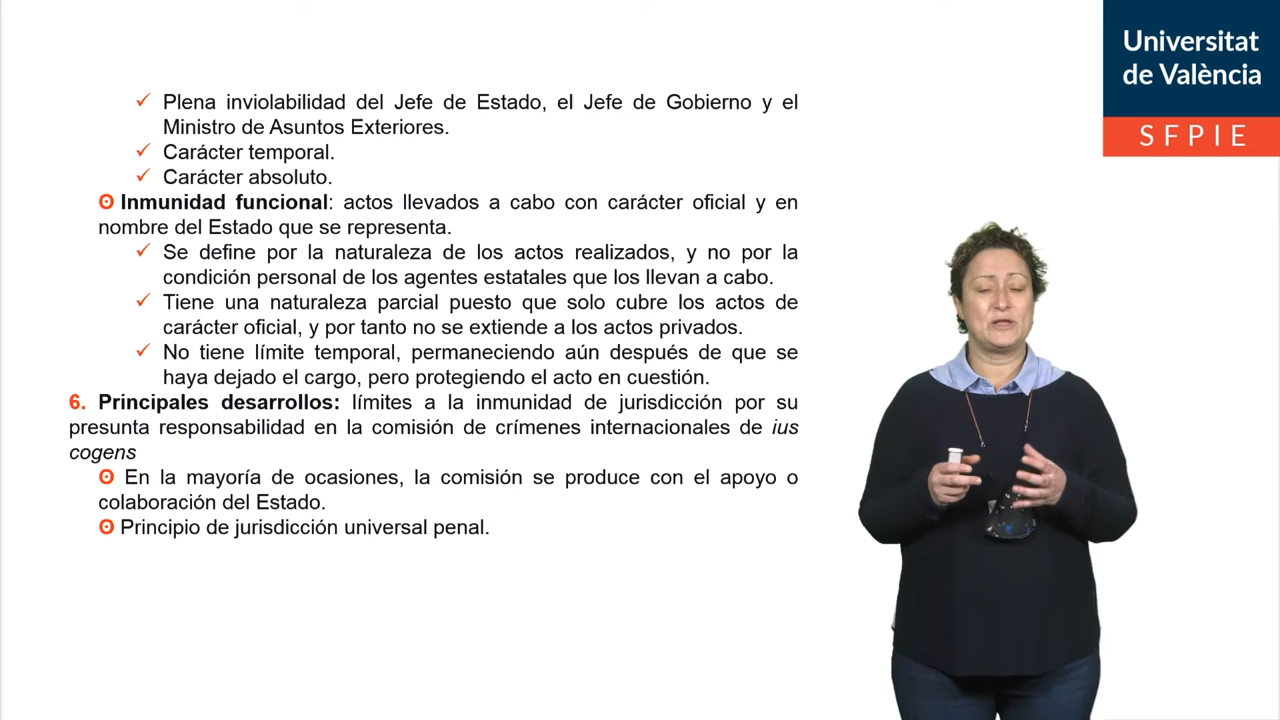 Universitat
de València
SFPIE
✓ Plena inviolabilidad del Jefe de Estado, el Jefe de Gobierno y el
Ministro de Asuntos Exteriores.
✓ Carácter temporal.
✓ Carácter absoluto.
ʘ Inmunidad funcional: actos llevados a cabo con carácter oficial y en
nombre del Estado que se representa.
✓ Se define por la naturaleza de los actos realizados, y no por la
condición personal de los agentes estatales que los llevan a cabo.
✓ Tiene una naturaleza parcial puesto que solo cubre los actos de
carácter oficial, y por tanto no se extiende a los actos privados.
✓ No tiene límite temporal, permaneciendo aún después de que se
haya dejado el cargo, pero protegiendo el acto en cuestión.
6. Principales desarrollos: límites a la inmunidad de jurisdicción por su
presunta responsabilidad en la comisión de crímenes internacionales de ius
cogens
ʘ En la mayoría de ocasiones, la comisión se produce con el apoyo o
colaboración del Estado.
ʘ Principio de jurisdicción universal penal.